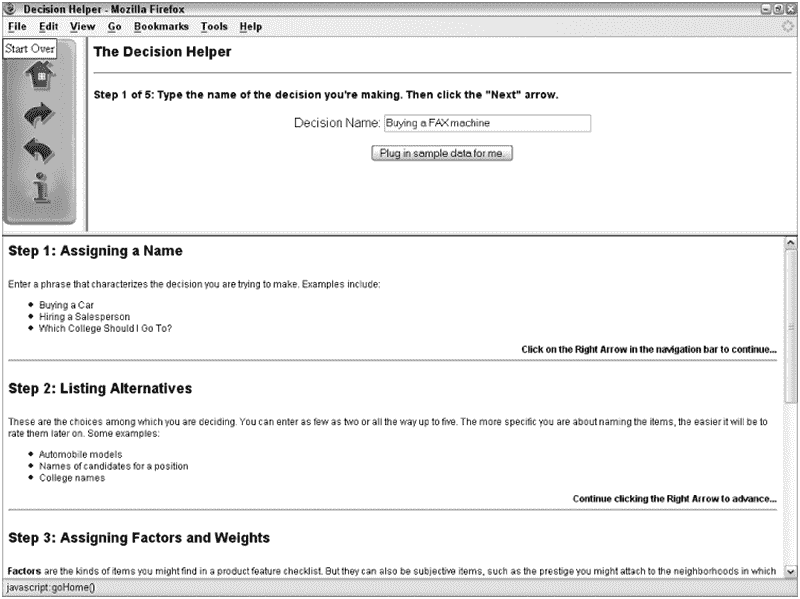 Decision Helper - Mozilla Firefox
File Edit View Go Bookmarks Tools Help
Start Over
The Decision Helper
Step 1 of 5: Type the name of the decision you're making. Then click the "Next" arrow.
Decision Name: Buying a FAX machine
Plug in sample data for me.
Step 1: Assigning a Name
Enter a phrase that characterizes the decision you are trying to make. Examples include:
Buying a Car
Hiring a Salesperson
Which College Should I Go To?
Click on the Right Arrow in the navigation bar to continue...
Step 2: Listing Alternatives
These are the choices among which you are deciding. You can enter as few as two or all the way up to five. The more specific you are about naming the items, the easier it will be to
rate them later on. Some examples:
Automobile models
Names of candidates for a position
College names
Continue clicking the Right Arrow to advance...
Step 3: Assigning Factors and Weights
Factors are the kinds of items you might find in a product feature checklist. But they can also be subjective items, such as the prestige you might attach to the neighborhoods in which
javascript:goHome()